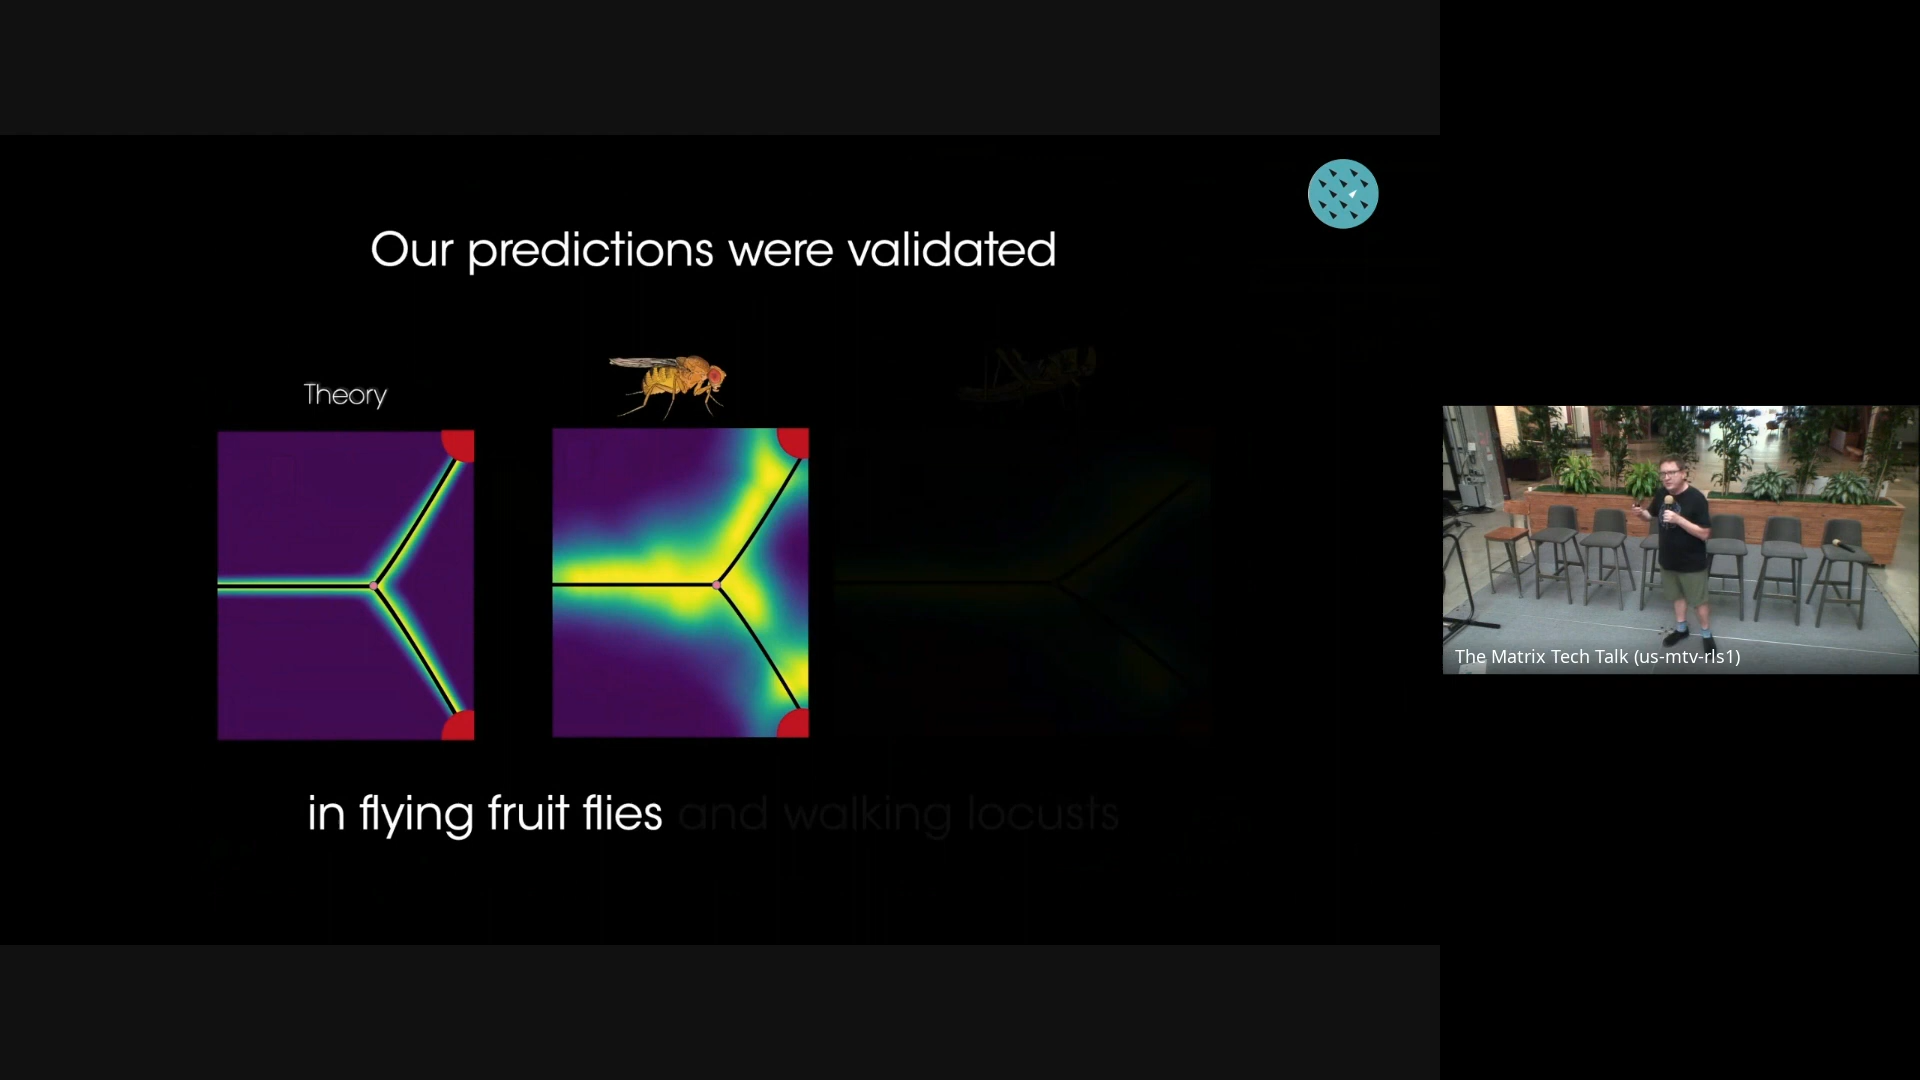 Our predictions were validated
Theory
in flying fruit flies and walking locusts
The Matrix Tech Talk (us-mtv-rls1)